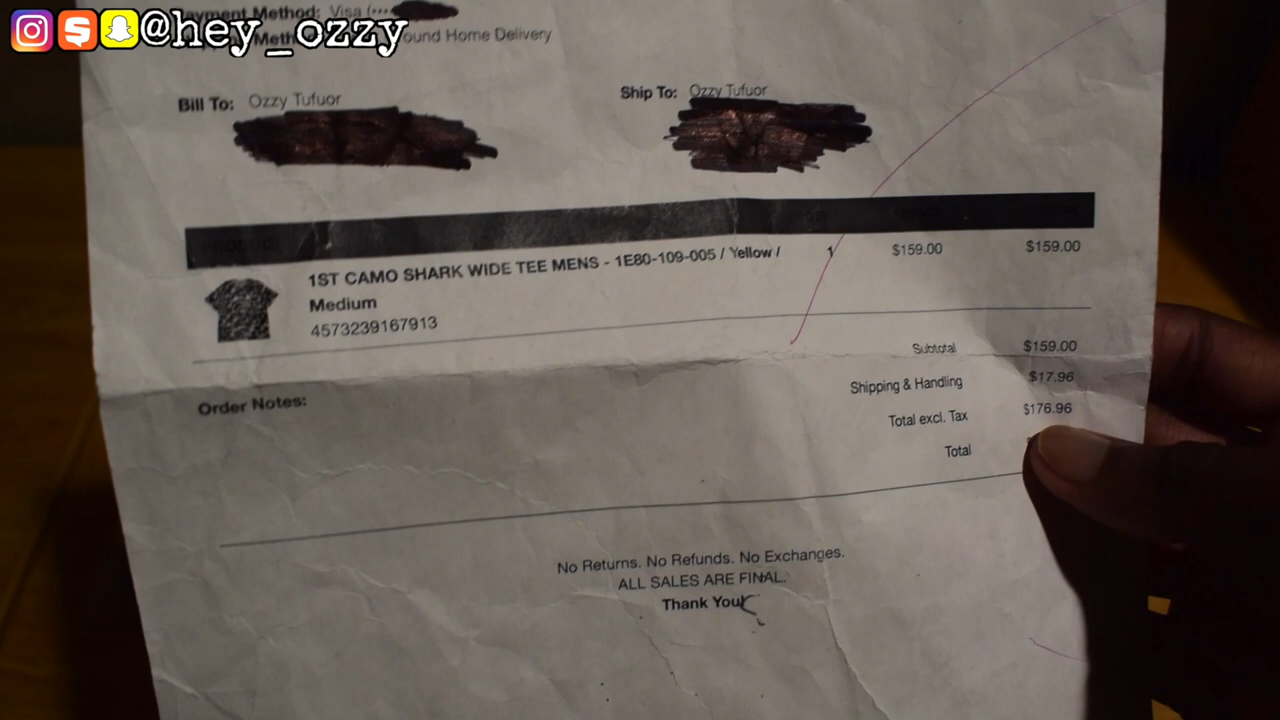 @hey_ozzy
Payment Method: Visa
ound Home Delivery
Bill To: Ozzy Tufuor
Ship To: Ozzy Tufuor
1ST CAMO SHARK WIDE TEE MENS - 1E80-109-005 / Yellow / 1 $159.00 $159.00
Medium
4573239167913
Subtotal $159.00
Shipping & Handling $17.96
Total excl. Tax $176.96
Total
Order Notes:
No Returns. No Refunds. No Exchanges.
ALL SALES ARE FINAL.
Thank You!